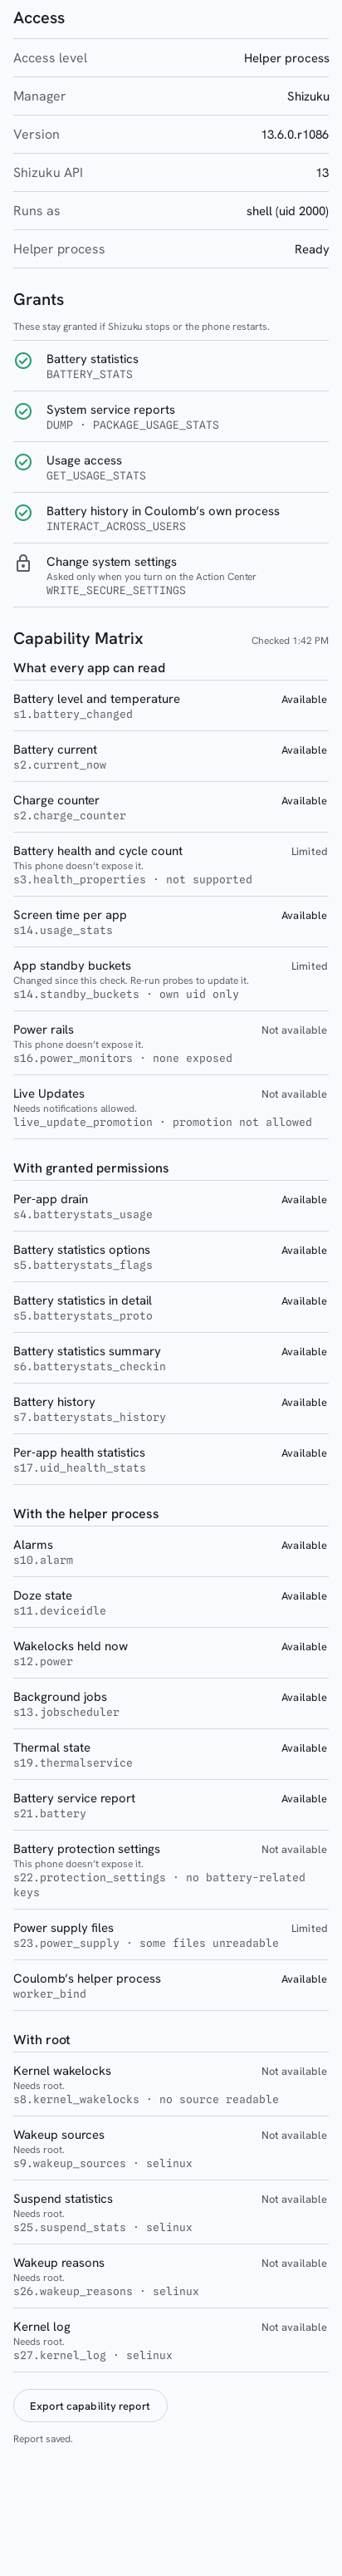 Access
Access level Helper process
Manager Shizuku
Version 13.6.0.r1086
Shizuku API 13
Runs as shell (uid 2000)
Helper process Ready
Grants
These stay granted if Shizuku stops or the phone restarts.
Battery statistics
BATTERY_STATS
System service reports
DUMP · PACKAGE_USAGE_STATS
Usage access
GET_USAGE_STATS
Battery history in Coulomb’s own process
INTERACT_ACROSS_USERS
Change system settings
Asked only when you turn on the Action Center
WRITE_SECURE_SETTINGS
Capability Matrix Checked 1:42 PM
What every app can read
Battery level and temperature Available
s1.battery_changed
Battery current Available
s2.current_now
Charge counter Available
s2.charge_counter
Battery health and cycle count Limited
This phone doesn’t expose it.
s3.health_properties · not supported
Screen time per app Available
s14.usage_stats
App standby buckets Limited
Changed since this check. Re-run probes to update it.
s14.standby_buckets · own uid only
Power rails Not available
This phone doesn’t expose it.
s16.power_monitors · none exposed
Live Updates Not available
Needs notifications allowed.
live_update_promotion · promotion not allowed
With granted permissions
Per-app drain Available
s4.batterystats_usage
Battery statistics options Available
s5.batterystats_flags
Battery statistics in detail Available
s5.batterystats_proto
Battery statistics summary Available
s6.batterystats_checkin
Battery history Available
s7.batterystats_history
Per-app health statistics Available
s17.uid_health_stats
With the helper process
Alarms Available
s10.alarm
Doze state Available
s11.deviceidle
Wakelocks held now Available
s12.power
Background jobs Available
s13.jobscheduler
Thermal state Available
s19.thermalservice
Battery service report Available
s21.battery
Battery protection settings Not available
This phone doesn’t expose it.
s22.protection_settings · no battery-related
keys
Power supply files Limited
s23.power_supply · some files unreadable
Coulomb’s helper process Available
worker_bind
With root
Kernel wakelocks Not available
Needs root.
s8.kernel_wakelocks · no source readable
Wakeup sources Not available
Needs root.
s9.wakeup_sources · selinux
Suspend statistics Not available
Needs root.
s25.suspend_stats · selinux
Wakeup reasons Not available
Needs root.
s26.wakeup_reasons · selinux
Kernel log Not available
Needs root.
s27.kernel_log · selinux
Export capability report
Report saved.